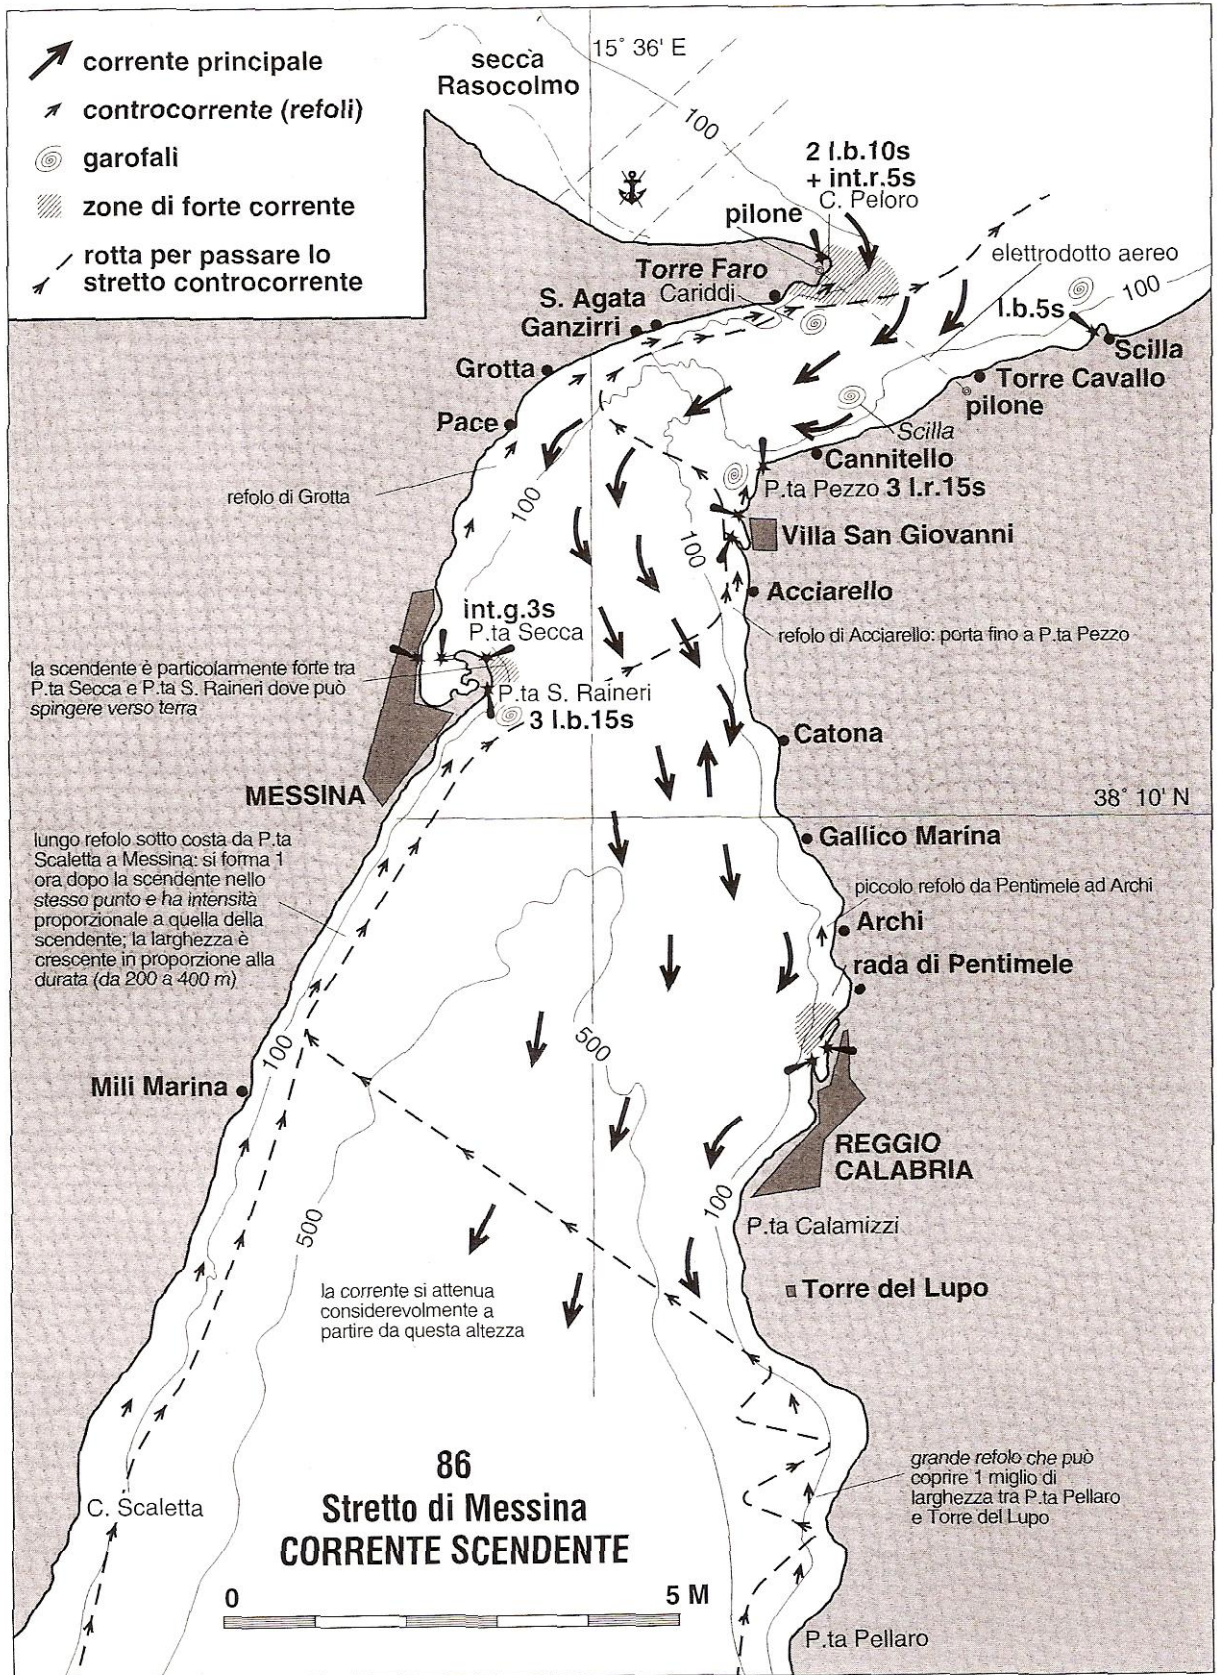 corrente principale
controcorrente (refoli)
garofali
zone di forte corrente
rotta per passare lo
stretto controcorrente
secca
Rasocolmo
15° 36' E
100
2 l.b.10s
+ int.r.5s
C. Peloro
pilone
Torre Faro
Cariddi
S. Agata
Ganzirri
Grotta
Pace
elettrodotto aereo
100
l.b.5s
Scilla
Torre Cavallo
pilone
Scilla
Cannitello
P.ta Pezzo 3 l.r.15s
refolo di Grotta
100
100
Villa San Giovanni
Acciarello
refolo di Acciarello: porta fino a P.ta Pezzo
int.g.3s
P.ta Secca
la scendente è particolarmente forte tra
P.ta Secca e P.ta S. Raineri dove può
spingere verso terra
P.ta S. Raineri
3 l.b.15s
Catona
MESSINA
38° 10' N
lungo refolo sotto costa da P.ta
Scaletta a Messina: si forma 1
ora dopo la scendente nello
stesso punto e ha intensità
proporzionale a quella della
scendente; la larghezza è
crescente in proporzione alla
durata (da 200 a 400 m)
Gallico Marina
piccolo refolo da Pentimele ad Archi
Archi
rada di Pentimele
100
500
Mili Marina
REGGIO
CALABRIA
100
500
P.ta Calamizzi
Torre del Lupo
la corrente si attenua
considerevolmente a
partire da questa altezza
grande refolo che può
coprire 1 miglio di
larghezza tra P.ta Pellaro
e Torre del Lupo
C. Scaletta
86
Stretto di Messina
CORRENTE SCENDENTE
0
5 M
P.ta Pellaro